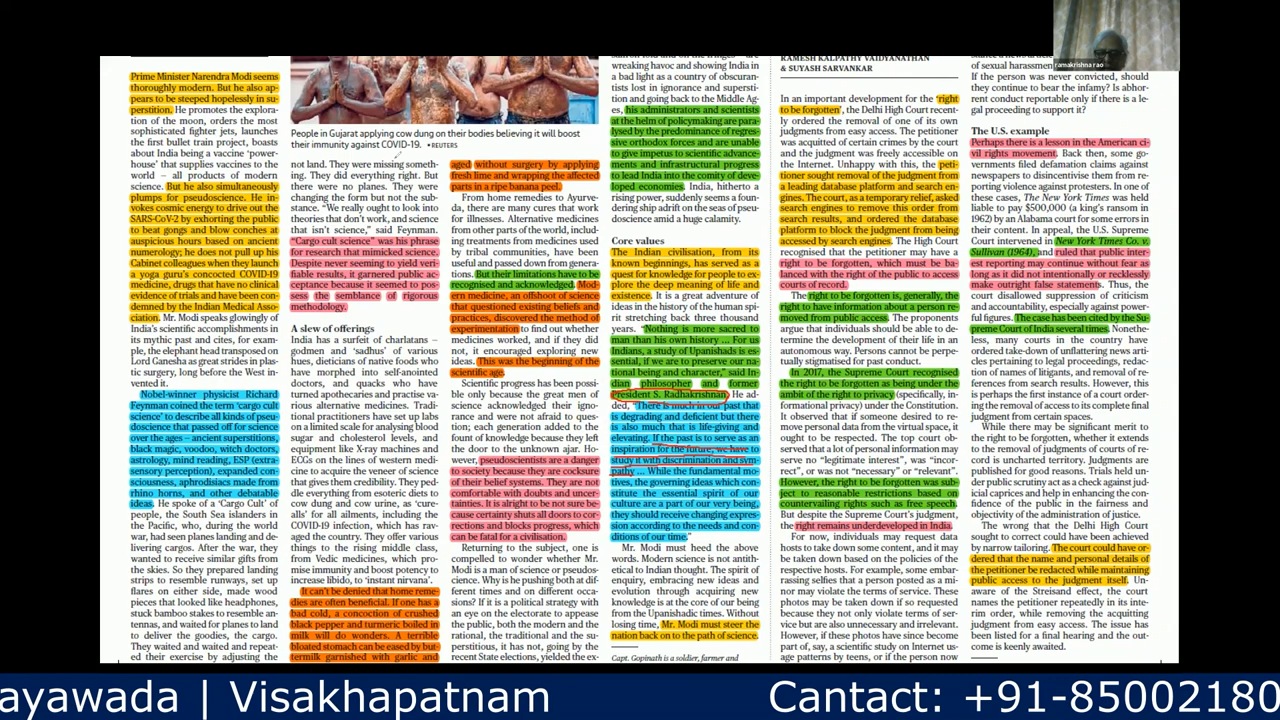 Prime Minister Narendra Modi seems
thoroughly modern. But he also ap-
pears to be steeped hopelessly in su-
perstition. He promotes the explora-
tion of the moon, orders the most
sophisticated fighter jets, launches
the first bullet train project, boasts
about India being a vaccine 'power-
house' that supplies vaccines to the
world – all products of modern
science. But he also simultaneously
plumps for pseudoscience. He in-
vokes cosmic energy to drive out the
SARS-CoV-2 by exhorting the public
to beat gongs and blow conches at
auspicious hours based on ancient
numerology; he does not pull up his
Cabinet colleagues when they launch
a yoga guru's concocted COVID-19
medicine, drugs that have no clinical
evidence of trials and have been con-
demned by the Indian Medical Asso-
ciation. Mr. Modi speaks glowingly of
India's scientific accomplishments in
its mythic past and cites, for exam-
ple, the elephant head transposed on
Lord Ganesha as great strides in plas-
tic surgery, long before the West in-
vented it.
Nobel-winner physicist Richard
Feynman coined the term 'cargo cult
science' to describe all kinds of pseu-
doscience that passed off for science
over the ages – ancient superstitions,
black magic, voodoo, witch doctors,
astrology, mind reading, ESP (extra-
sensory perception), expanded con-
sciousness, aphrodisiacs made from
rhino horns, and other debatable
ideas. He spoke of a 'Cargo Cult' of
people, the South Sea islanders in
the Pacific, who, during the world
war, had seen planes landing and de-
livering cargos. After the war, they
wanted to receive similar gifts from
the skies. So they prepared landing
strips to resemble runways, set up
flares on either side, made wood
pieces that looked like headphones,
stuck bamboo stakes to resemble an-
tennas, and waited for planes to land
to deliver the goodies, the cargo.
They waited and waited and repeat-
ed their exercise by adjusting the
People in Gujarat applying cow dung on their bodies believing it will boost
their immunity against COVID-19. • REUTERS
not land. They were missing someth-
ing. They did everything right. But
there were no planes. They were
changing the form but not the sub-
stance. "We really ought to look into
theories that don't work, and science
that isn't science," said Feynman.
"Cargo cult science" was his phrase
for research that mimicked science.
Despite never seeming to yield veri-
fiable results, it garnered public ac-
ceptance because it seemed to pos-
sess the semblance of rigorous
methodology.
A slew of offerings
India has a surfeit of charlatans –
godmen and 'sadhus' of various
hues, dieticians of native foods who
have morphed into self-anointed
doctors, and quacks who have
turned apothecaries and practise va-
rious alternative medicines. Tradi-
tional practitioners have set up labs
on a limited scale for analysing blood
sugar and cholesterol levels, and
equipment like X-ray machines and
ECGs on the lines of western medi-
cine to acquire the veneer of science
that gives them credibility. They ped-
dle everything from esoteric diets to
cow dung and cow urine, as 'cure-
alls' for all ailments, including the
COVID-19 infection, which has rav-
aged the country. They offer various
things to the rising middle class,
from Vedic medicines, which pro-
mise immunity and boost potency to
increase libido, to 'instant nirvana'.
It can't be denied that home reme-
dies are often beneficial. If one has a
bad cold, a concoction of crushed
black pepper and turmeric boiled in
milk will do wonders. A terrible
bloated stomach can be eased by but-
termilk garnished with garlic and
aged without surgery by applying
fresh lime and wrapping the affected
parts in a ripe banana peel.
From home remedies to Ayurve-
da, there are many cures that work
for illnesses. Alternative medicines
from other parts of the world, includ-
ing treatments from medicines used
by tribal communities, have been
useful and passed down from genera-
tions. But their limitations have to be
recognised and acknowledged. Mod-
ern medicine, an offshoot of science
that questioned existing beliefs and
practices, discovered the method of
experimentation to find out whether
medicines worked, and if they did
not, it encouraged exploring new
ideas. This was the beginning of the
scientific age.
Scientific progress has been possi-
ble only because the great men of
science acknowledged their ignor-
ance and were not afraid to ques-
tion; each generation added to the
fount of knowledge because they left
the door to the unknown ajar. Ho-
wever, pseudoscientists are a danger
to society because they are cocksure
of their belief systems. They are not
comfortable with doubts and uncer-
tainties. It is alright to be not sure be-
cause certainty shuts all doors to cor-
rections and blocks progress, which
can be fatal for a civilisation.
Returning to the subject, one is
compelled to wonder whether Mr.
Modi is a man of science or pseudos-
cience. Why is he pushing both at dif-
ferent times and on different occa-
sions? If it is a political strategy with
an eye on the electorate to appease
the public, both the modern and the
rational, the traditional and the su-
perstitious, it has not, going by the
recent State elections, yielded the ex-
wreaking havoc and showing India in
a bad light as a country of obscuran-
tists lost in ignorance and supersti-
tion and going back to the Middle Ag-
es, his administrators and scientists
at the helm of policymaking are para-
lysed by the predominance of regres-
sive orthodox forces and are unable
to give impetus to scientific advance-
ments and infrastructural progress
to lead India into the comity of deve-
loped economies. India, hitherto a
rising power, suddenly seems a foun-
dering ship adrift on the seas of pseu-
doscience amid a huge calamity.
Core values
The Indian civilisation, from its
known beginnings, has served as a
quest for knowledge for people to ex-
plore the deep meaning of life and
existence. It is a great adventure of
ideas in the history of the human spi-
rit stretching back three thousand
years. "Nothing is more sacred to
man than his own history ... For us
Indians, a study of Upanishads is es-
sential, if we are to preserve our na-
tional being and character," said In-
dian philosopher and former
President S. Radhakrishnan. He ad-
ded, "There is much in our past that
is degrading and deficient but there
is also much that is life-giving and
elevating. If the past is to serve as an
inspiration for the future, we have to
study it with discrimination and sym
pathy ... While the fundamental mo-
tives, the governing ideas which con-
stitute the essential spirit of our
culture are a part of our very being,
they should receive changing expres-
sion according to the needs and con-
ditions of our time."
Mr. Modi must heed the above
words. Modern science is not antith-
etical to Indian thought. The spirit of
enquiry, embracing new ideas and
evolution through acquiring new
knowledge is at the core of our being
from the Upanishadic times. Without
losing time, Mr. Modi must steer the
nation back on to the path of science.
Capt. Gopinath is a soldier, farmer and
RAMESH KALPATHY VAIDYANATHAN
& SUYASH SARVANKAR
In an important development for the 'right
to be forgotten', the Delhi High Court recent-
ly ordered the removal of one of its own
judgments from easy access. The petitioner
was acquitted of certain crimes by the court
and the judgment was freely accessible on
the Internet. Unhappy with this, the peti-
tioner sought removal of the judgment from
a leading database platform and search en-
gines. The court, as a temporary relief, asked
search engines to remove this order from
search results, and ordered the database
platform to block the judgment from being
accessed by search engines. The High Court
recognised that the petitioner may have a
right to be forgotten, which must be ba-
lanced with the right of the public to access
courts of record.
The right to be forgotten is, generally, the
right to have information about a person re-
moved from public access. The proponents
argue that individuals should be able to de-
termine the development of their life in an
autonomous way. Persons cannot be perpe-
tually stigmatised for past conduct.
In 2017, the Supreme Court recognised
the right to be forgotten as being under the
ambit of the right to privacy (specifically, in-
formational privacy) under the Constitution.
It observed that if someone desired to re-
move personal data from the virtual space, it
ought to be respected. The top court ob-
served that a lot of personal information may
serve no "legitimate interest", was "incor-
rect", or was not "necessary" or "relevant".
However, the right to be forgotten was sub-
ject to reasonable restrictions based on
countervailing rights such as free speech.
But despite the Supreme Court's judgment,
the right remains underdeveloped in India.
For now, individuals may request data
hosts to take down some content, and it may
be taken down based on the policies of the
respective hosts. For example, some embar-
rassing selfies that a person posted as a mi-
nor may violate the terms of service. These
photos may be taken down if so requested
because they not only violate terms of ser-
vice but are also unnecessary and irrelevant.
However, if these photos have since become
part of, say, a scientific study on Internet us-
age patterns by teens, or if the person now
of sexual harassmen
If the person was never convicted, should
they continue to bear the infamy? Is abhor-
rent conduct reportable only if there is a le-
gal proceeding to support it?
The U.S. example
Perhaps there is a lesson in the American ci-
vil rights movement. Back then, some go-
vernments filed defamation claims against
newspapers to disincentivise them from re-
porting violence against protesters. In one of
these cases, The New York Times was held
liable to pay $500,000 (a king's ransom in
1962) by an Alabama court for some errors in
their coverage. In appeal, the U.S. Supreme
Court intervened in New York Times Co. v.
Sullivan (1964), and ruled that public inter-
est reporting may continue without fear as
long as it did not intentionally or recklessly
make outright false statements. Thus, the
court disallowed suppression of criticism
and accountability, especially against power-
ful figures. The case has been cited by the Su-
preme Court of India several times. Nonethe-
less, many courts in the country have
ordered taken-down of unflattering news arti-
cles pertaining to legal proceedings, redac-
tion of names of litigants, and removal of re-
ferences from search results. However, this
is perhaps the first instance of a court order-
ing the removal of access to its complete final
judgment from certain spaces.
While there may be significant merit to
the right to be forgotten, whether it extends
to the removal of judgments of courts of re-
cord is uncharted territory. Judgments are
published for good reasons. Trials held un-
der public scrutiny act as a check against ju-
dicial caprices and help in enhancing the con-
fidence of the public in the fairness and
objectivity of the administration of justice.
The wrong that the Delhi High Court
sought to correct could have been achieved
by narrow tailoring. The court could have or-
dered that the name and personal details of
the petitioner be redacted while maintaining
public access to the judgment itself. Un-
aware of the Streisand effect, the court
names the petitioner repeatedly in its inte-
rim order, while removing the acquitting
judgment from easy access. The issue has
been listed for a final hearing and the out-
come is keenly awaited.
ramakrishna rao
ayawada | Visakhapatnam
Cantact: +91-85002180